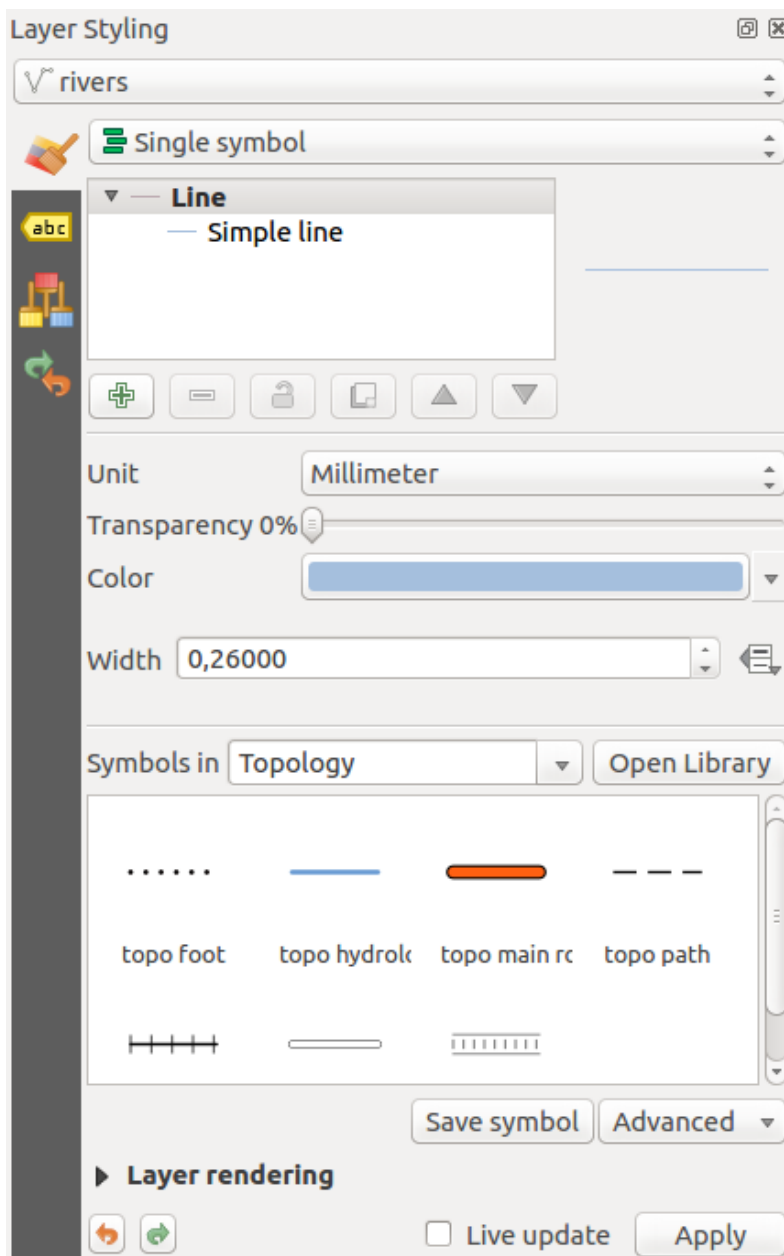 Layer Styling
rivers
Single symbol
Line
Simple line
abc
Unit Millimeter
Transparency 0%
Color
Width 0,26000
Symbols in Topology Open Library
topo foot topo hydrolo topo main ro topo path
Save symbol Advanced
Layer rendering
Live update Apply